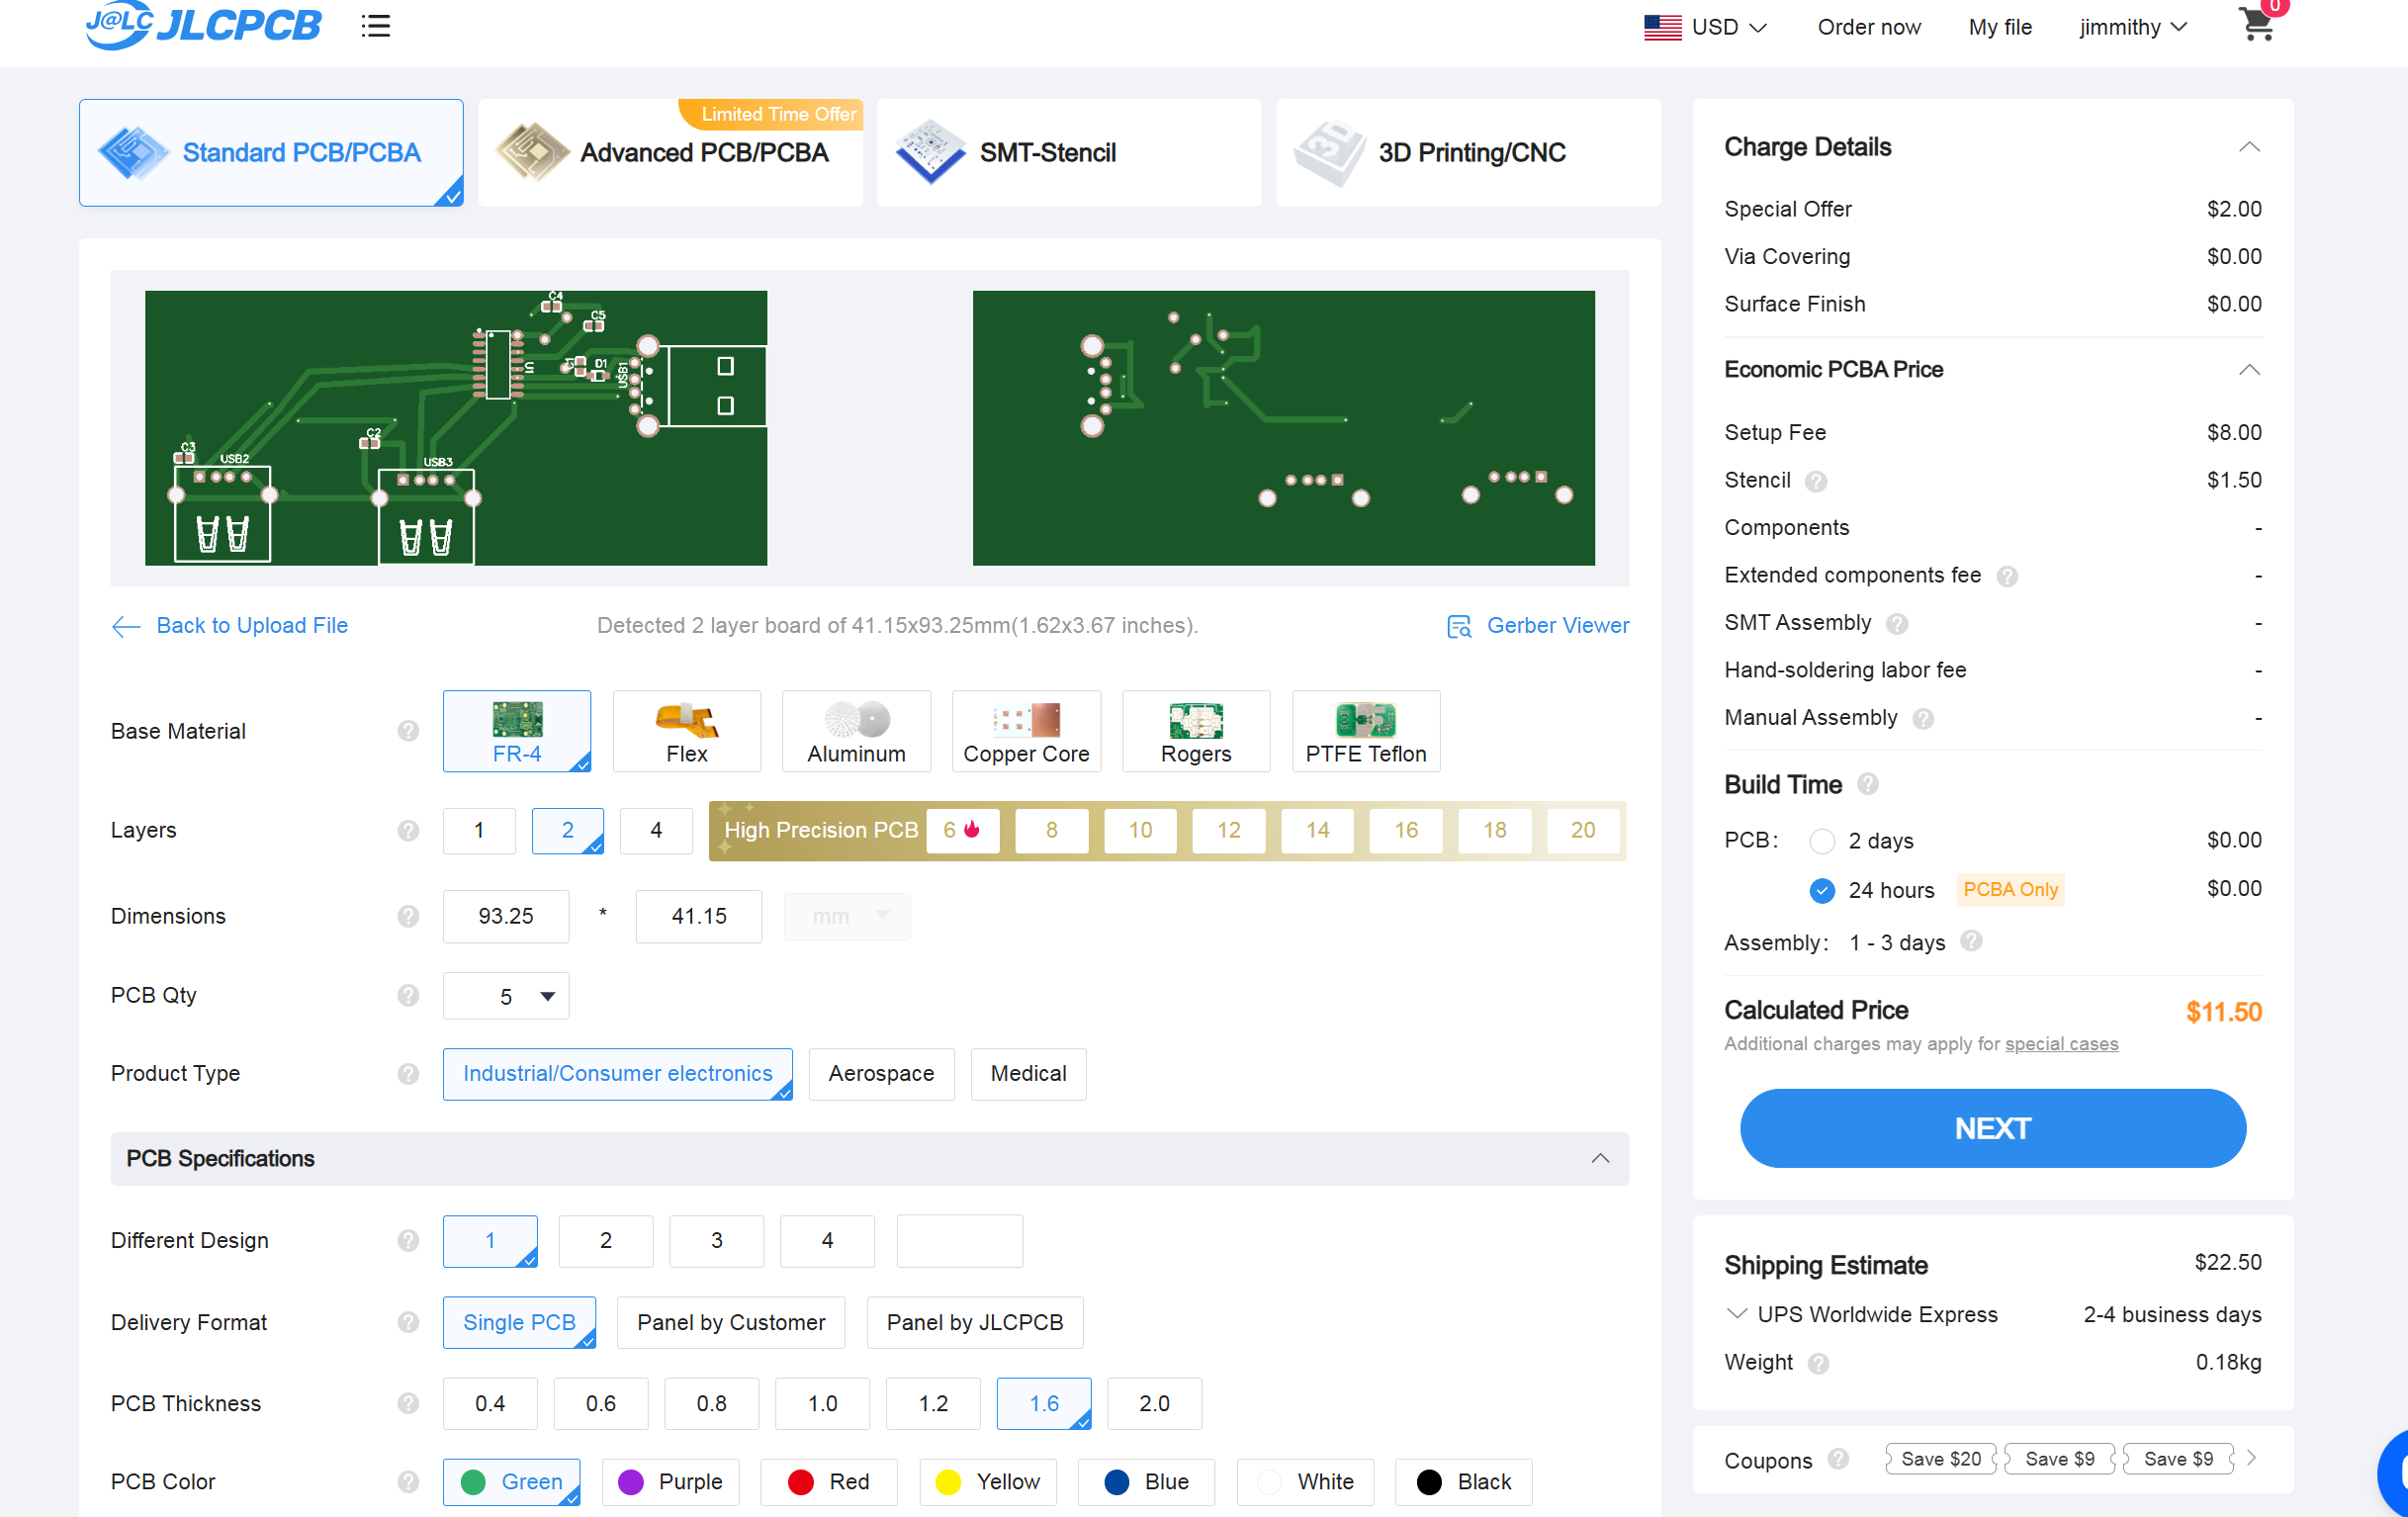 J@LC JLCPCB
USD
Order now
My file
jimmithy
0
Standard PCB/PCBA
Limited Time Offer
Advanced PCB/PCBA
SMT-Stencil
3D
3D Printing/CNC
C4
C5
U1
C1
D1
USB1
C2
C3
USB2
USB3
Back to Upload File
Detected 2 layer board of 41.15x93.25mm(1.62x3.67 inches).
Gerber Viewer
Base Material ?
FR-4
Flex
Aluminum
Copper Core
Rogers
PTFE Teflon
Layers ? 1 2 4 High Precision PCB 6 8 10 12 14 16 18 20
Dimensions ? 93.25 * 41.15 mm
PCB Qty ? 5
Product Type ? Industrial/Consumer electronics Aerospace Medical
PCB Specifications
Different Design ? 1 2 3 4
Delivery Format ? Single PCB Panel by Customer Panel by JLCPCB
PCB Thickness ? 0.4 0.6 0.8 1.0 1.2 1.6 2.0
PCB Color ? Green Purple Red Yellow Blue White Black
Charge Details
Special Offer $2.00
Via Covering $0.00
Surface Finish $0.00
Economic PCBA Price
Setup Fee $8.00
Stencil ? $1.50
Components -
Extended components fee ? -
SMT Assembly ? -
Hand-soldering labor fee -
Manual Assembly ? -
Build Time ?
PCB: 2 days $0.00
24 hours PCBA Only $0.00
Assembly: 1 - 3 days ?
Calculated Price $11.50
Additional charges may apply for special cases
NEXT
Shipping Estimate $22.50
UPS Worldwide Express 2-4 business days
Weight ? 0.18kg
Coupons ? Save $20 Save $9 Save $9